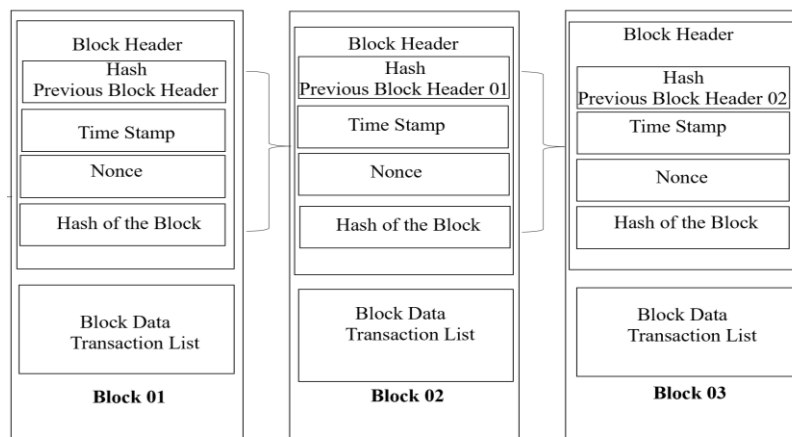 Block Header
Hash
Previous Block Header
Time Stamp
Nonce
Hash of the Block
Block Data
Transaction List
Block 01
Block Header
Hash
Previous Block Header 01
Time Stamp
Nonce
Hash of the Block
Block Data
Transaction List
Block 02
Block Header
Hash
Previous Block Header 02
Time Stamp
Nonce
Hash of the Block
Block Data
Transaction List
Block 03